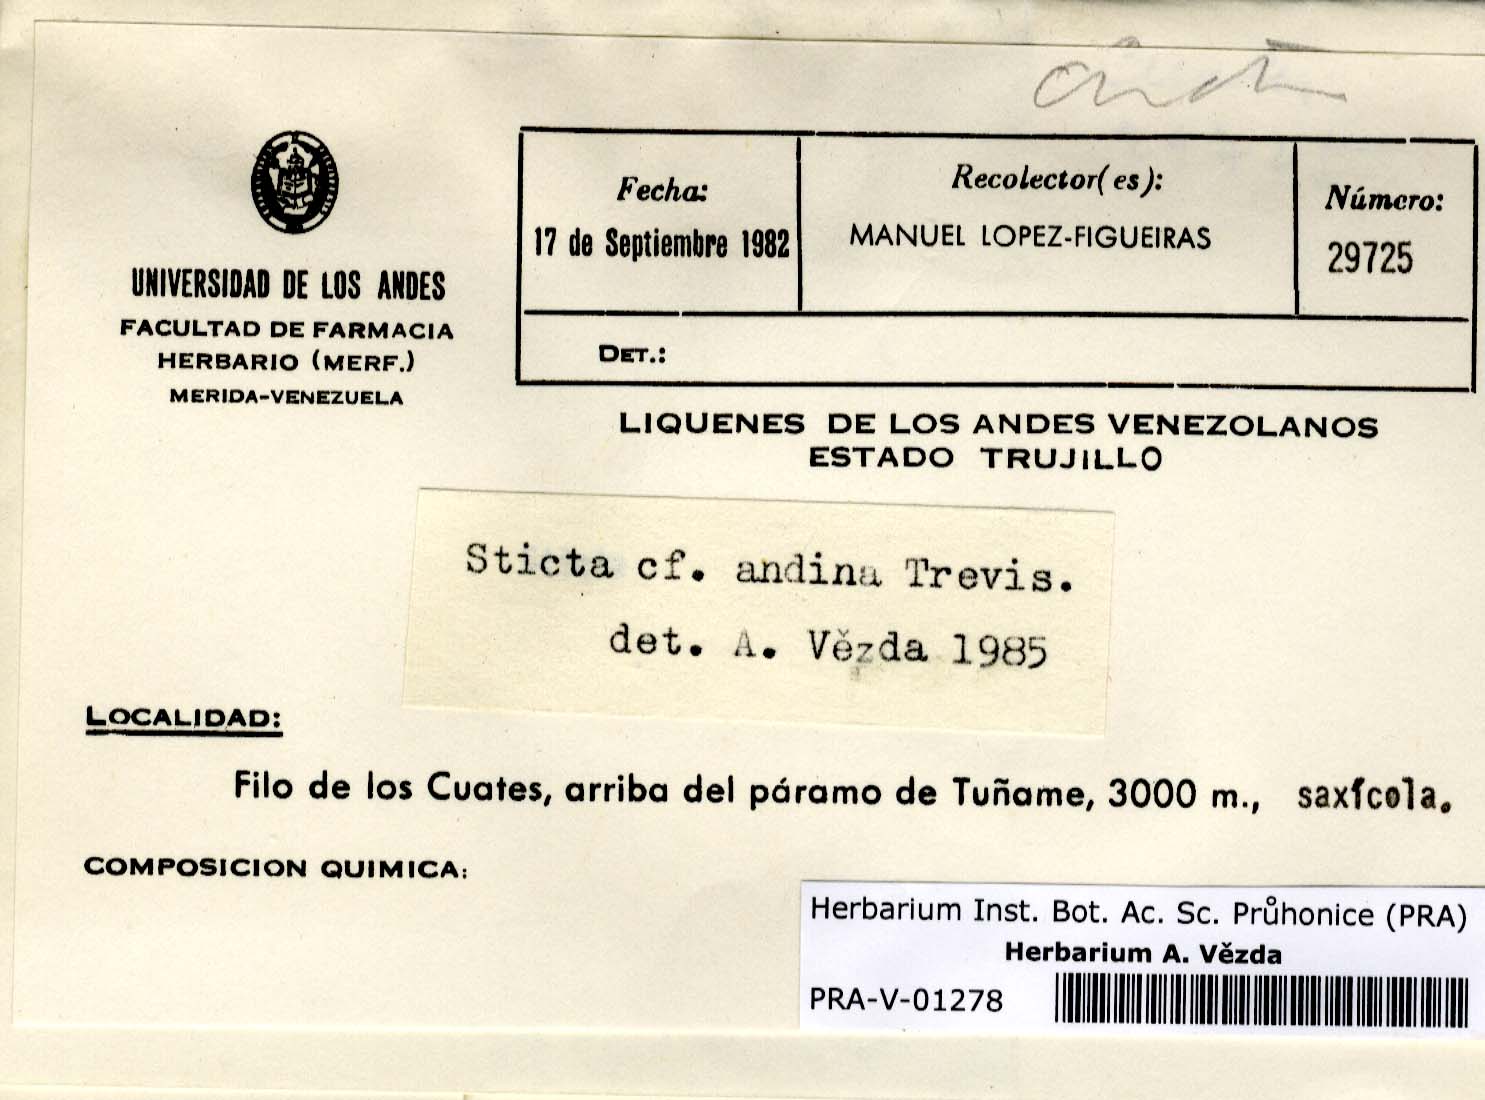 UNIVERSIDAD DE LOS ANDES
FACULTAD DE FARMACIA
HERBARIO (MERF.)
MERIDA-VENEZUELA
Fecha:
17 de Septiembre 1982
Recolector(es):
MANUEL LOPEZ-FIGUEIRAS
Número:
29725
DET.:
LIQUENES DE LOS ANDES VENEZOLANOS
ESTADO TRUJILLO
Sticta cf. andina Trevis.
det. A. Vězda 1985
LOCALIDAD:
Filo de los Cuates, arriba del páramo de Tuñame, 3000 m., saxícola.
COMPOSICION QUIMICA:
Herbarium Inst. Bot. Ac. Sc. Průhonice (PRA)
Herbarium A. Vězda
PRA-V-01278